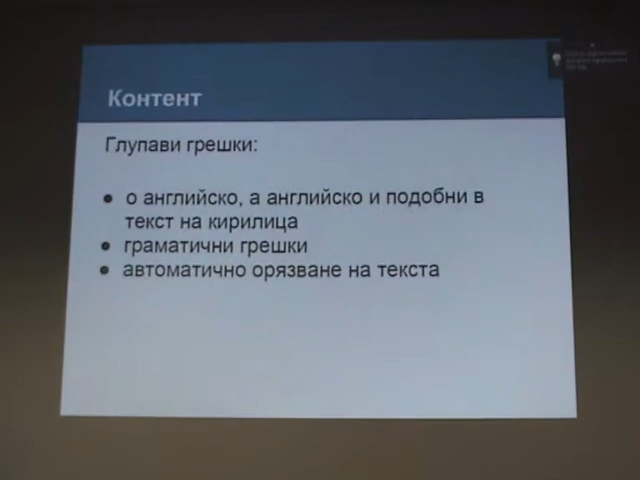 Контент
Глупави грешки:
● о английско, а английско и подобни в
текст на кирилица
● граматични грешки
● автоматично орязване на текста